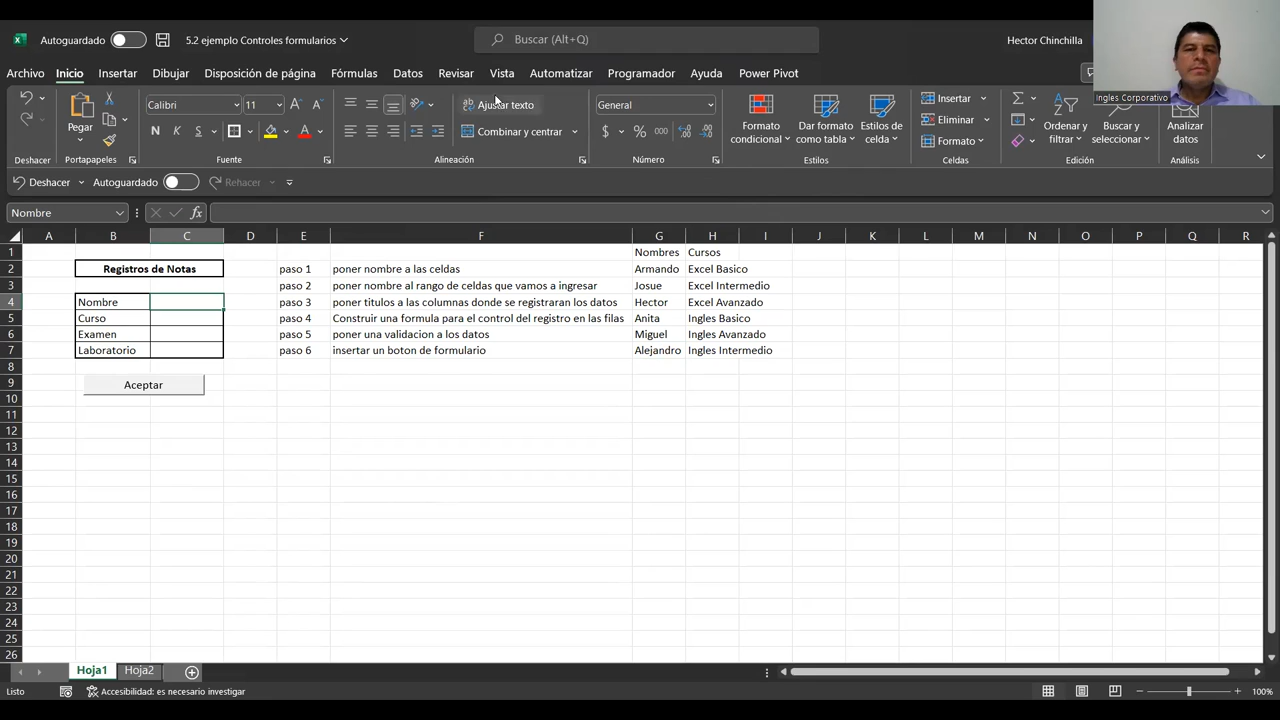 Autoguardado
5.2 ejemplo Controles formularios
Buscar (Alt+Q)
Hector Chinchilla
Ingles Corporativo
Archivo Inicio Insertar Dibujar Disposición de página Fórmulas Datos Revisar Vista Automatizar Programador Ayuda Power Pivot
Deshacer
Pegar
Portapapeles
Calibri 11
N K S
Fuente
Ajustar texto
Combinar y centrar
Alineación
General
$ % 000
Número
Formato condicional
Dar formato como tabla
Estilos de celda
Estilos
Insertar
Eliminar
Formato
Celdas
Ordenar y filtrar
Buscar y seleccionar
Edición
Analizar datos
Análisis
Deshacer Autoguardado Rehacer
Nombre fx
A B C D E F G H I J K L M N O P Q R
1 Nombres Cursos
2 Registros de Notas paso 1 poner nombre a las celdas Armando Excel Basico
3 paso 2 poner nombre al rango de celdas que vamos a ingresar Josue Excel Intermedio
4 Nombre paso 3 poner titulos a las columnas donde se registraran los datos Hector Excel Avanzado
5 Curso paso 4 Construir una formula para el control del registro en las filas Anita Ingles Basico
6 Examen paso 5 poner una validacion a los datos Miguel Ingles Avanzado
7 Laboratorio paso 6 insertar un boton de formulario Alejandro Ingles Intermedio
8
9 Aceptar
10
11
12
13
14
15
16
17
18
19
20
21
22
23
24
25
26
Hoja1 Hoja2
Listo Accesibilidad: es necesario investigar 100%